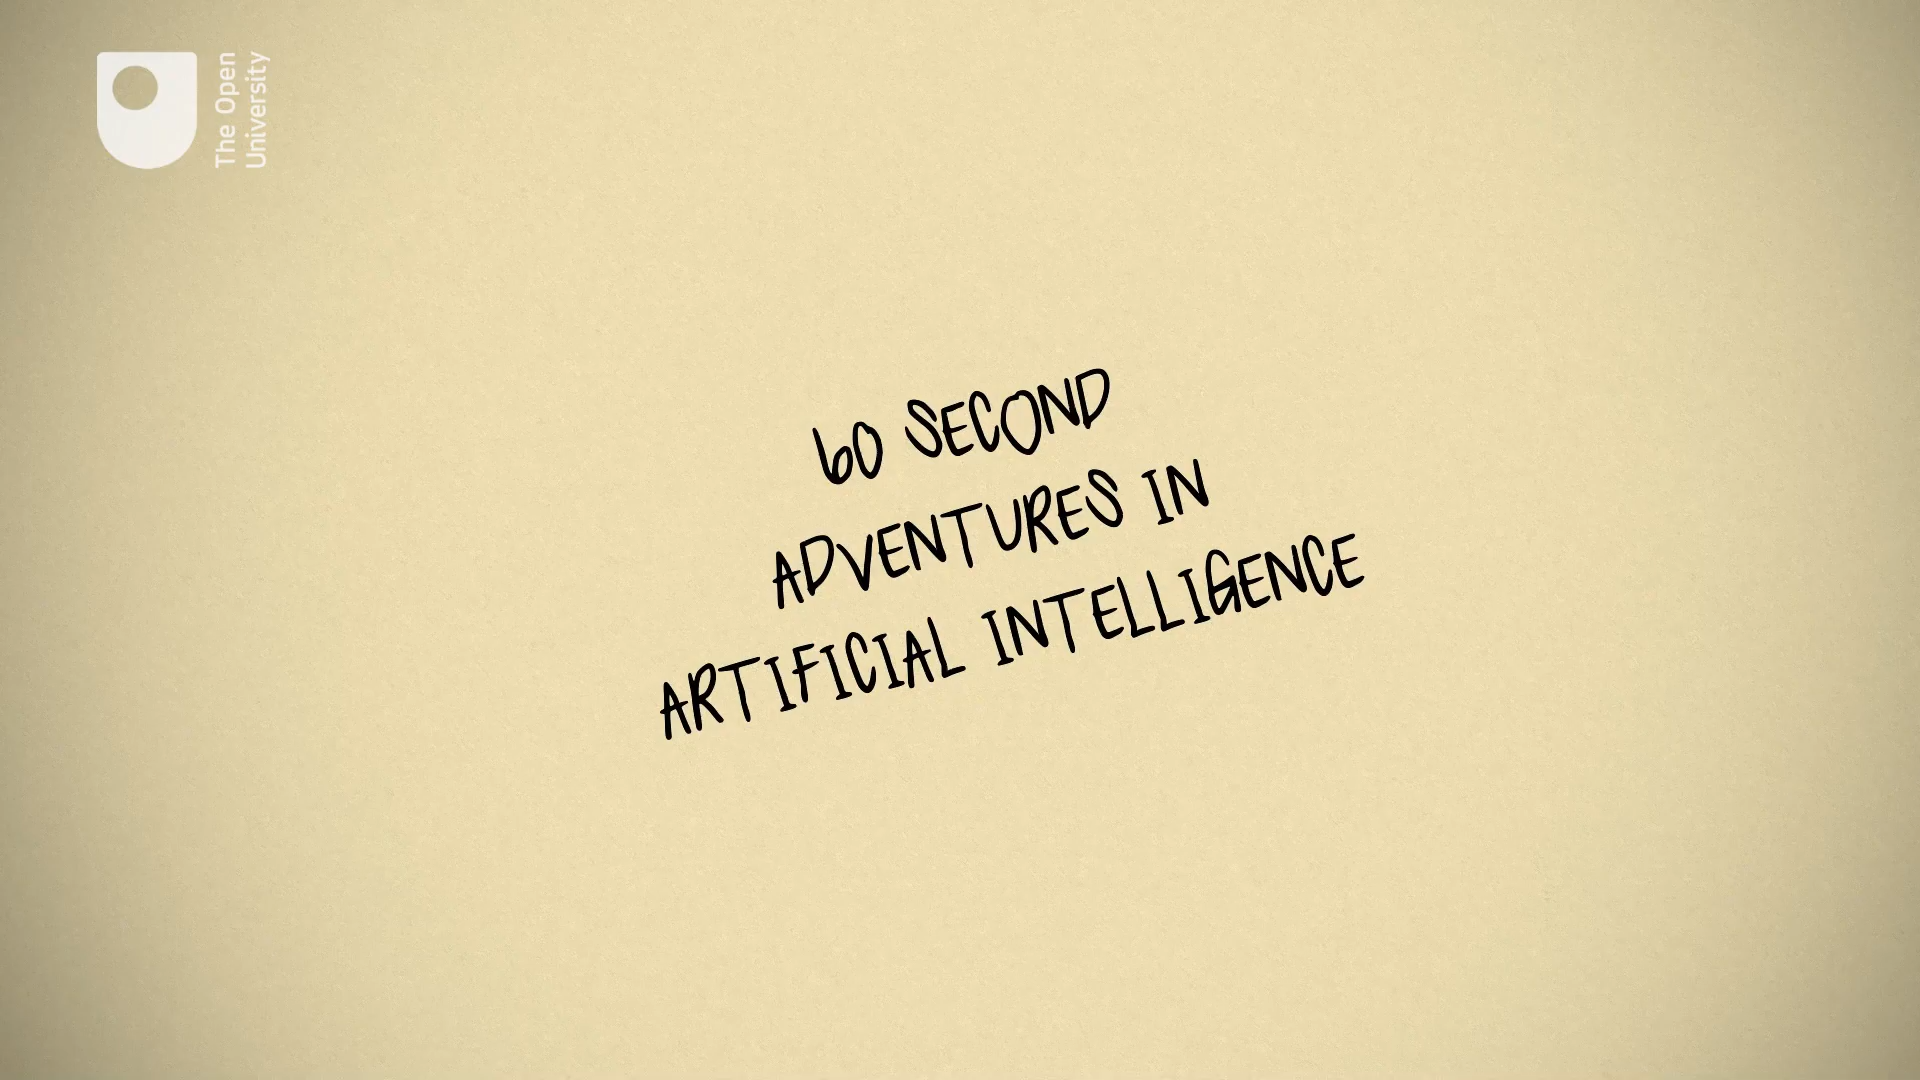 The Open
University
60 SECOND
ADVENTURES IN
ARTIFICIAL INTELLIGENCE